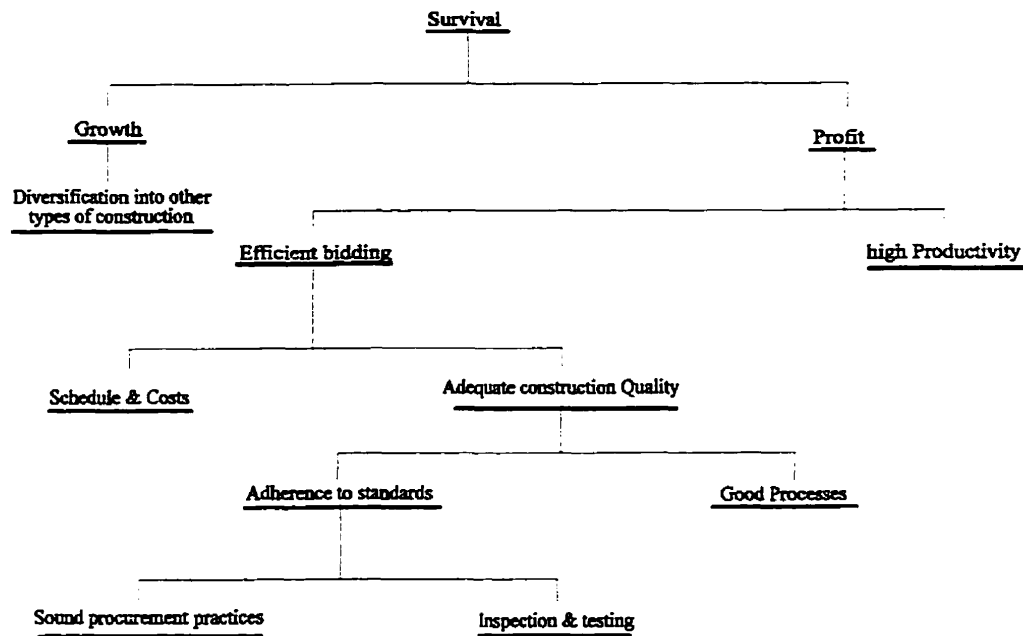 Survival
Growth
Profit
Diversification into other
types of construction
Efficient bidding
high Productivity
Schedule & Costs
Adequate construction Quality
Adherence to standards
Good Processes
Sound procurement practices
Inspection & testing